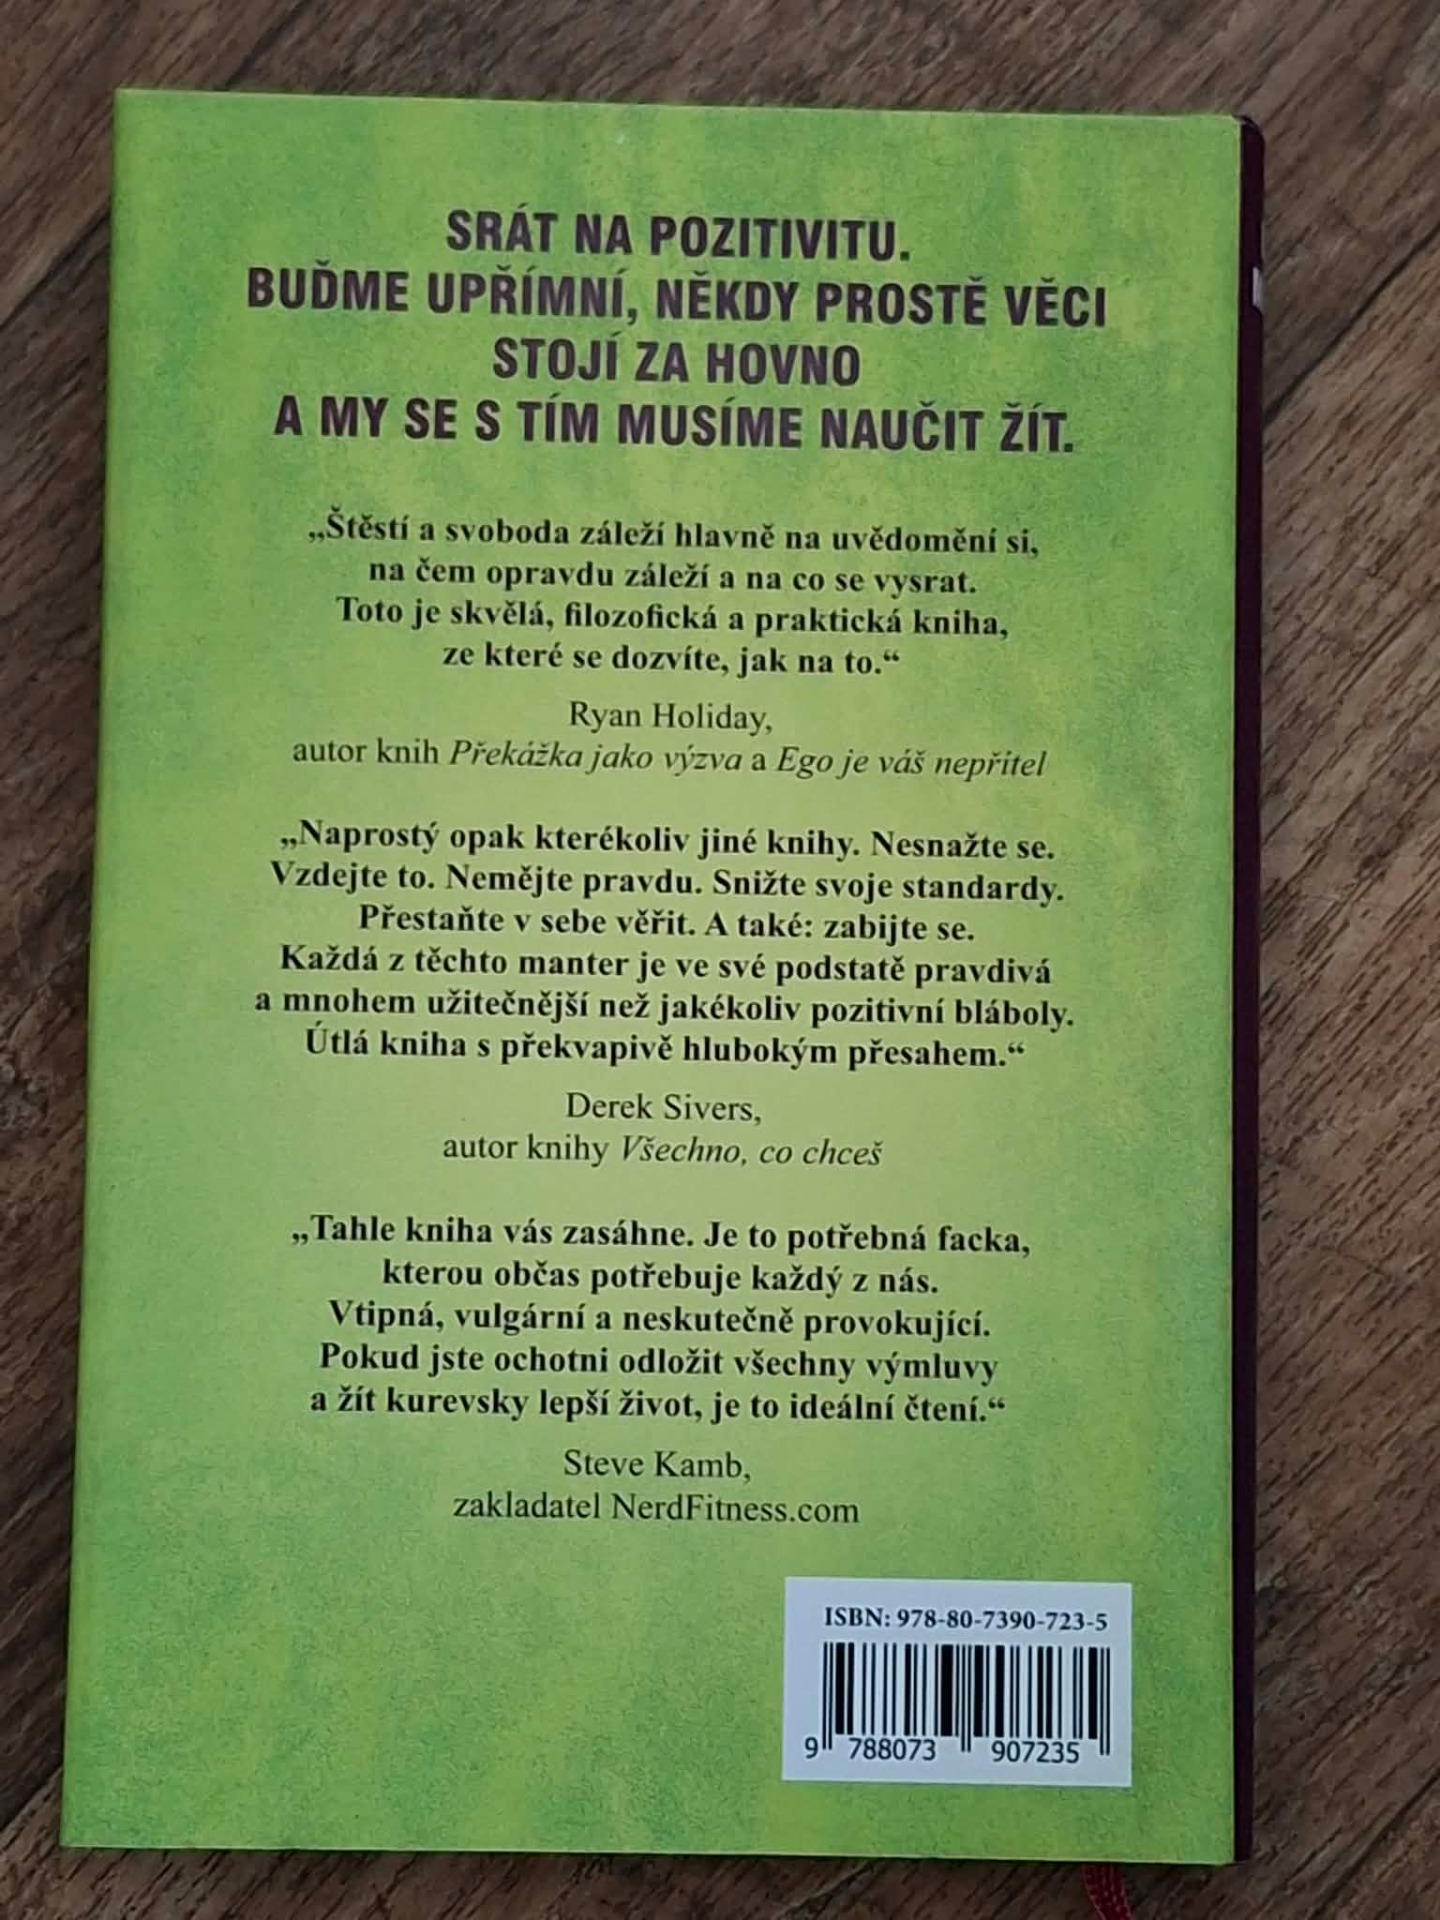 SRÁT NA POZITIVITU.
BUĎME UPŘÍMNÍ, NĚKDY PROSTĚ VĚCI
STOJÍ ZA HOVNO
A MY SE S TÍM MUSÍME NAUČIT ŽÍT.
„Štěstí a svoboda záleží hlavně na uvědomění si,
na čem opravdu záleží a na co se vysrat.
Toto je skvělá, filozofická a praktická kniha,
ze které se dozvíte, jak na to.“
Ryan Holiday,
autor knih Překážka jako výzva a Ego je váš nepřítel
„Naprostý opak kterékoliv jiné knihy. Nesnažte se.
Vzdejte to. Nemějte pravdu. Snižte svoje standardy.
Přestaňte v sebe věřit. A také: zabijte se.
Každá z těchto manter je ve své podstatě pravdivá
a mnohem užitečnější než jakékoliv pozitivní bláboly.
Útlá kniha s překvapivě hlubokým přesahem.“
Derek Sivers,
autor knihy Všechno, co chceš
„Tahle kniha vás zasáhne. Je to potřebná facka,
kterou občas potřebuje každý z nás.
Vtipná, vulgární a neskutečně provokující.
Pokud jste ochotni odložit všechny výmluvy
a žít kurevsky lepší život, je to ideální čtení.“
Steve Kamb,
zakladatel NerdFitness.com
ISBN: 978-80-7390-723-5
9 788073 907235